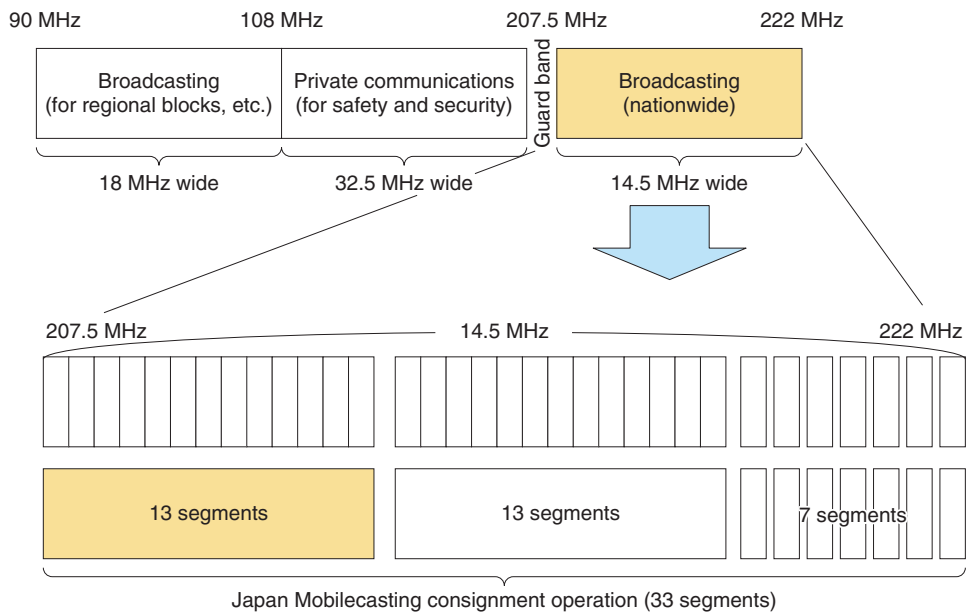 90 MHz
108 MHz
207.5 MHz
222 MHz
Broadcasting
(for regional blocks, etc.)
Private communications
(for safety and security)
Guard band
Broadcasting
(nationwide)
18 MHz wide
32.5 MHz wide
14.5 MHz wide
207.5 MHz
14.5 MHz
222 MHz
13 segments
13 segments
7 segments
Japan Mobilecasting consignment operation (33 segments)